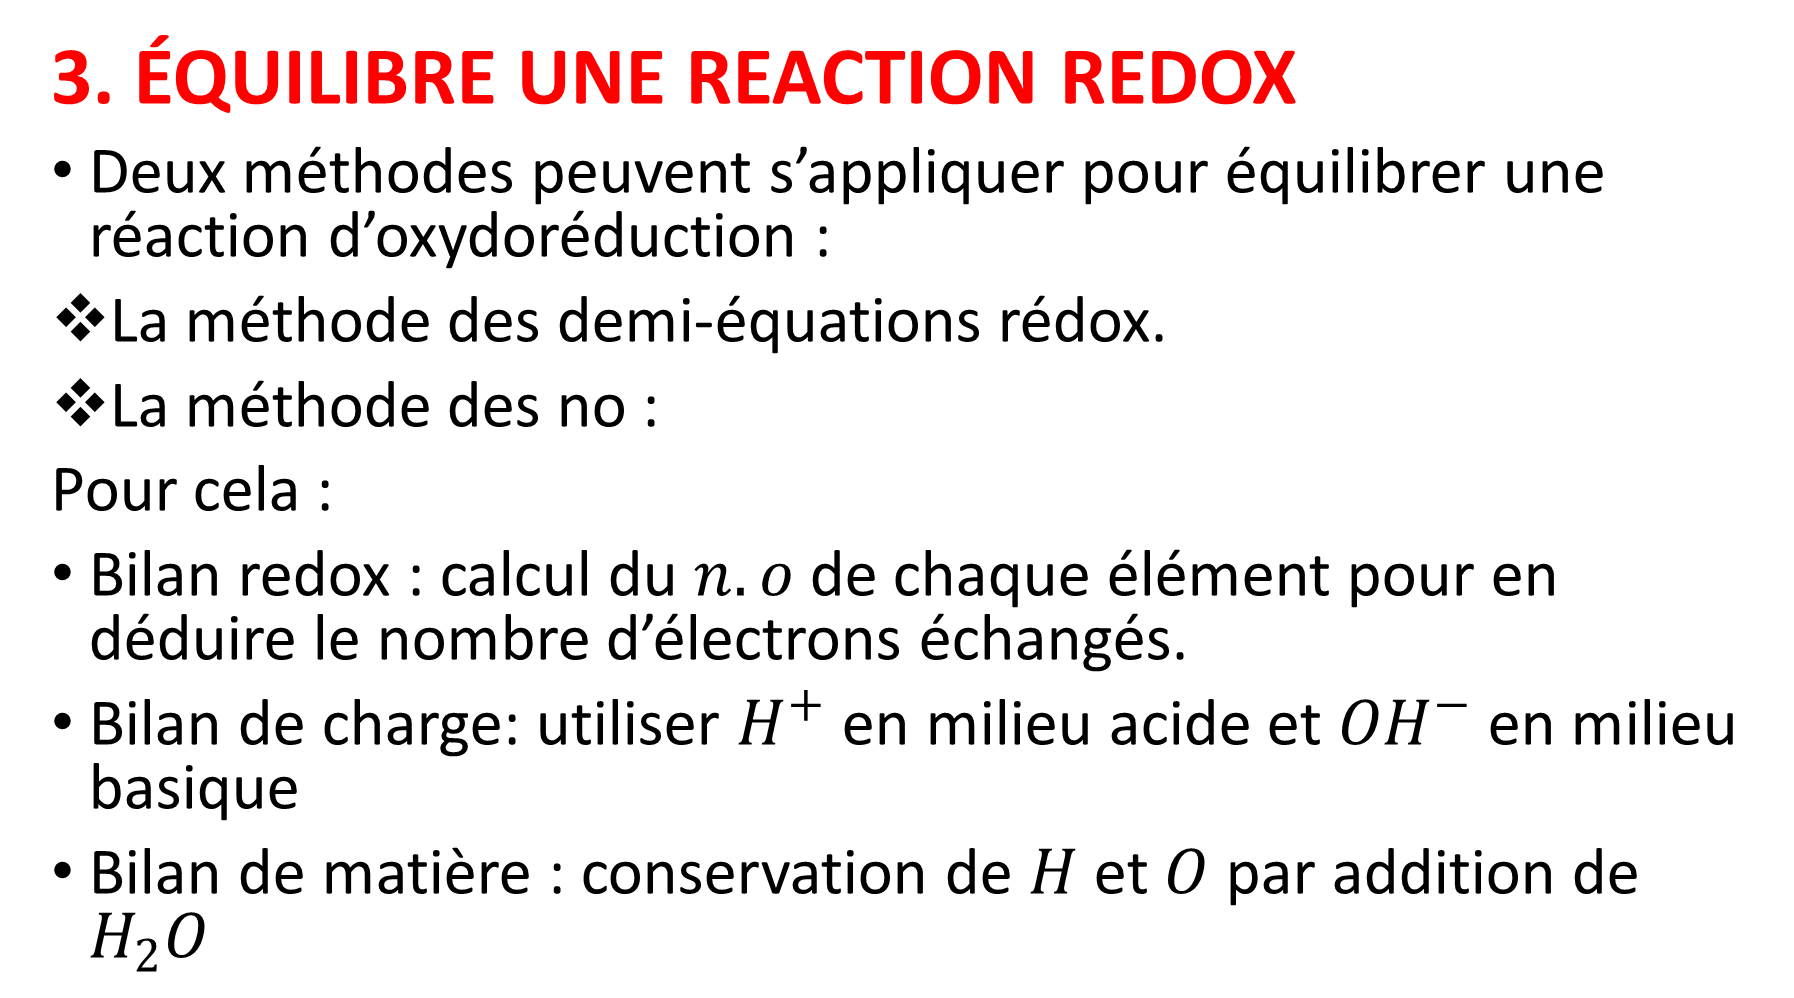 3. ÉQUILIBRE UNE REACTION REDOX
• Deux méthodes peuvent s’appliquer pour équilibrer une
réaction d’oxydoréduction :
❖La méthode des demi-équations rédox.
❖La méthode des no :
Pour cela :
• Bilan redox : calcul du n.o de chaque élément pour en
déduire le nombre d’électrons échangés.
• Bilan de charge: utiliser H⁺ en milieu acide et OH⁻ en milieu
basique
• Bilan de matière : conservation de H et O par addition de
H₂O